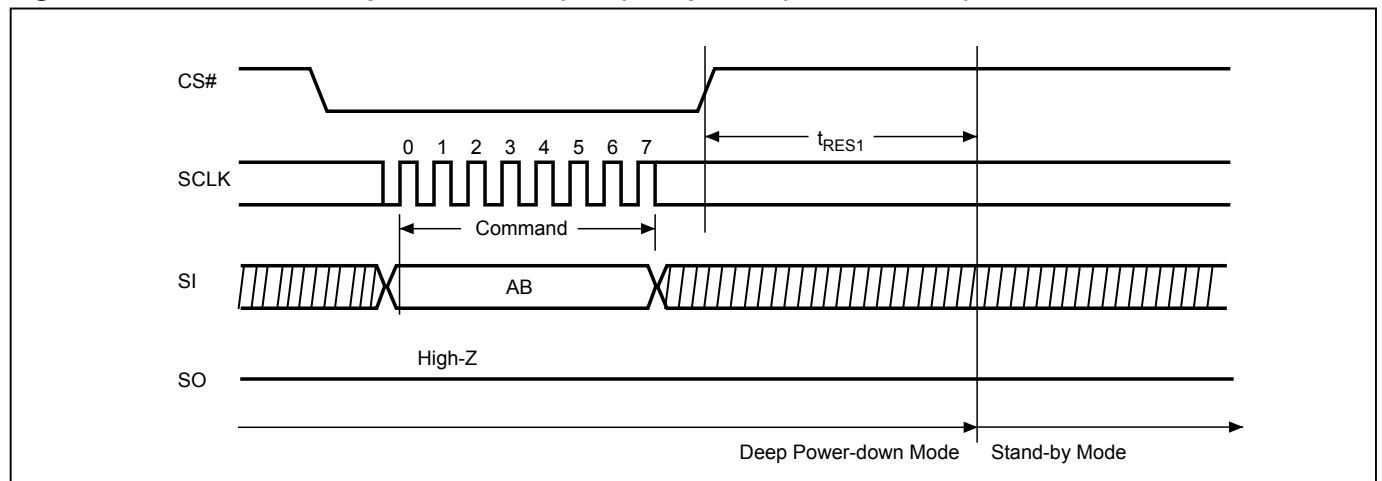 CS#
tRES1
0 1 2 3 4 5 6 7
SCLK
Command
SI
AB
High-Z
SO
Deep Power-down Mode Stand-by Mode